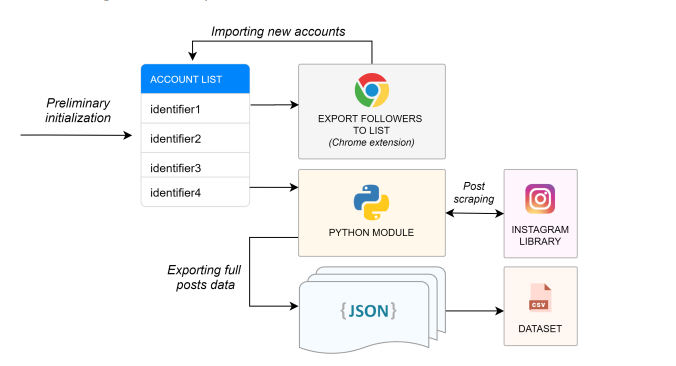 Importing new accounts
Preliminary
initialization
ACCOUNT LIST
identifier1
identifier2
identifier3
identifier4
EXPORT FOLLOWERS
TO LIST
(Chrome extension)
PYTHON MODULE
Post
scraping
INSTAGRAM
LIBRARY
Exporting full
posts data
{JSON}
CSV
DATASET